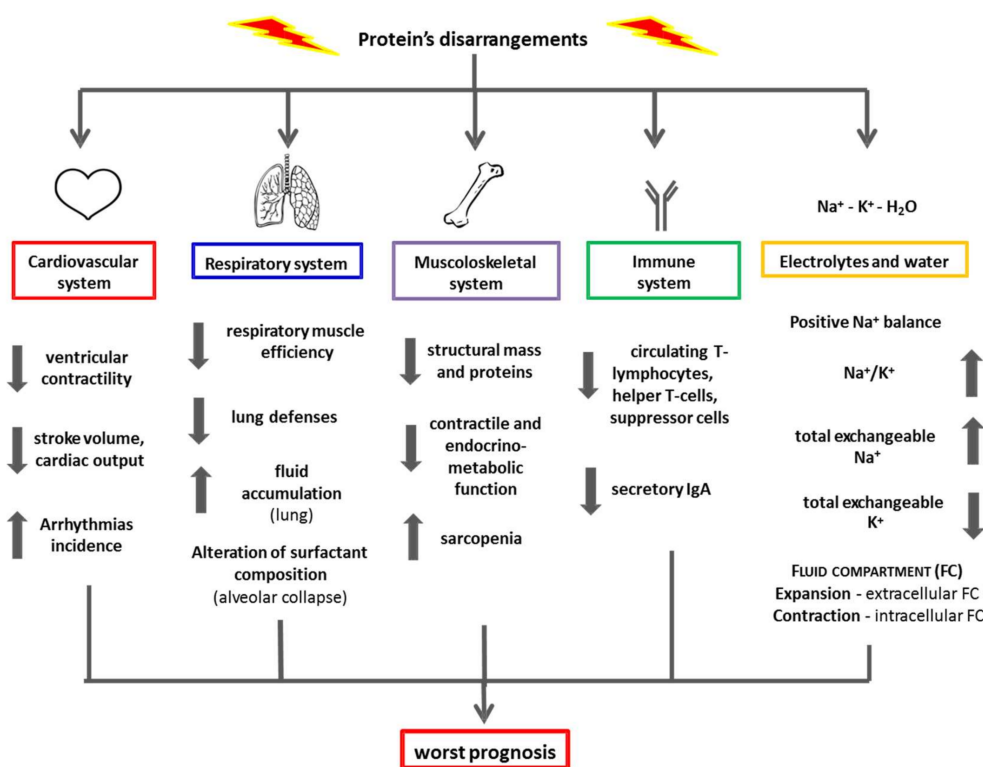 Protein's disarrangements
Na⁺ - K⁺ - H₂O
Cardiovascular
system
Respiratory system
Muscoloskeletal
system
Immune
system
Electrolytes and water
ventricular
contractility
stroke volume,
cardiac output
Arrhythmias
incidence
respiratory muscle
efficiency
lung defenses
fluid
accumulation
(lung)
Alteration of surfactant
composition
(alveolar collapse)
structural mass
and proteins
contractile and
endocrino-
metabolic
function
sarcopenia
circulating T-
lymphocytes,
helper T-cells,
suppressor cells
secretory IgA
Positive Na⁺ balance
Na⁺/K⁺
total exchangeable
Na⁺
total exchangeable
K⁺
FLUID COMPARTMENT (FC)
Expansion - extracellular FC
Contraction - intracellular FC
worst prognosis